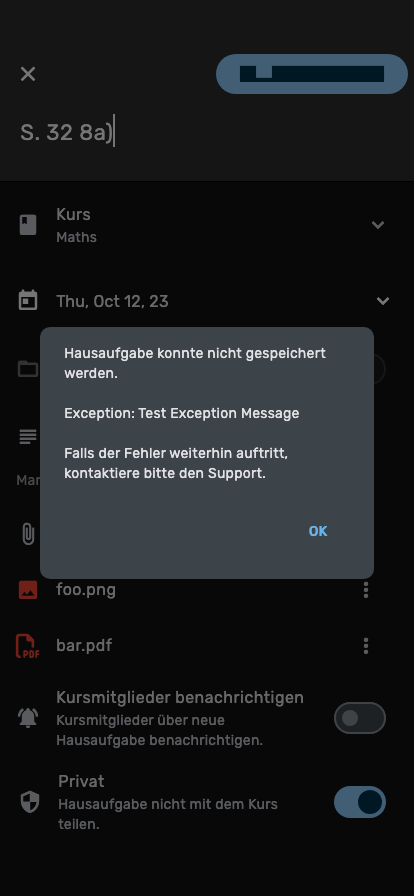 S. 32 8a)
Kurs
Maths
Thu, Oct 12, 23
Hausaufgabe konnte nicht gespeichert
werden.
Exception: Test Exception Message
Falls der Fehler weiterhin auftritt,
kontaktiere bitte den Support.
Mar
OK
foo.png
PDF
bar.pdf
Kursmitglieder benachrichtigen
Kursmitglieder über neue
Hausaufgabe benachrichtigen.
Privat
Hausaufgabe nicht mit dem Kurs
teilen.